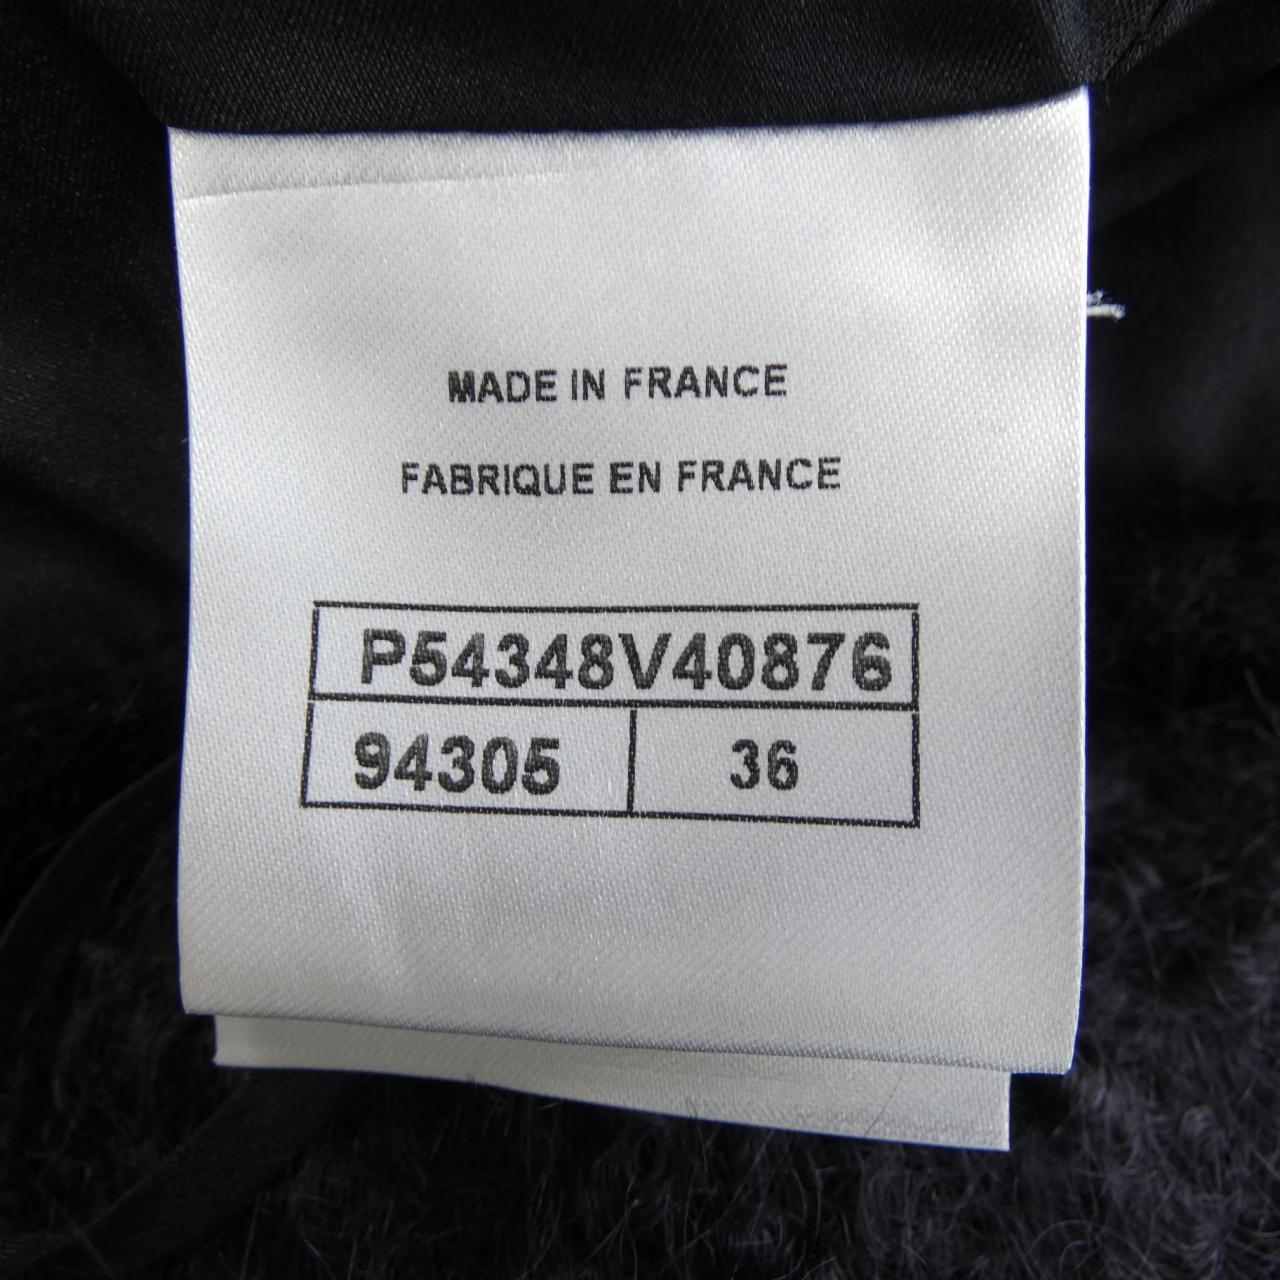 MADE IN FRANCE
FABRIQUE EN FRANCE
P54348V40876
94305 36